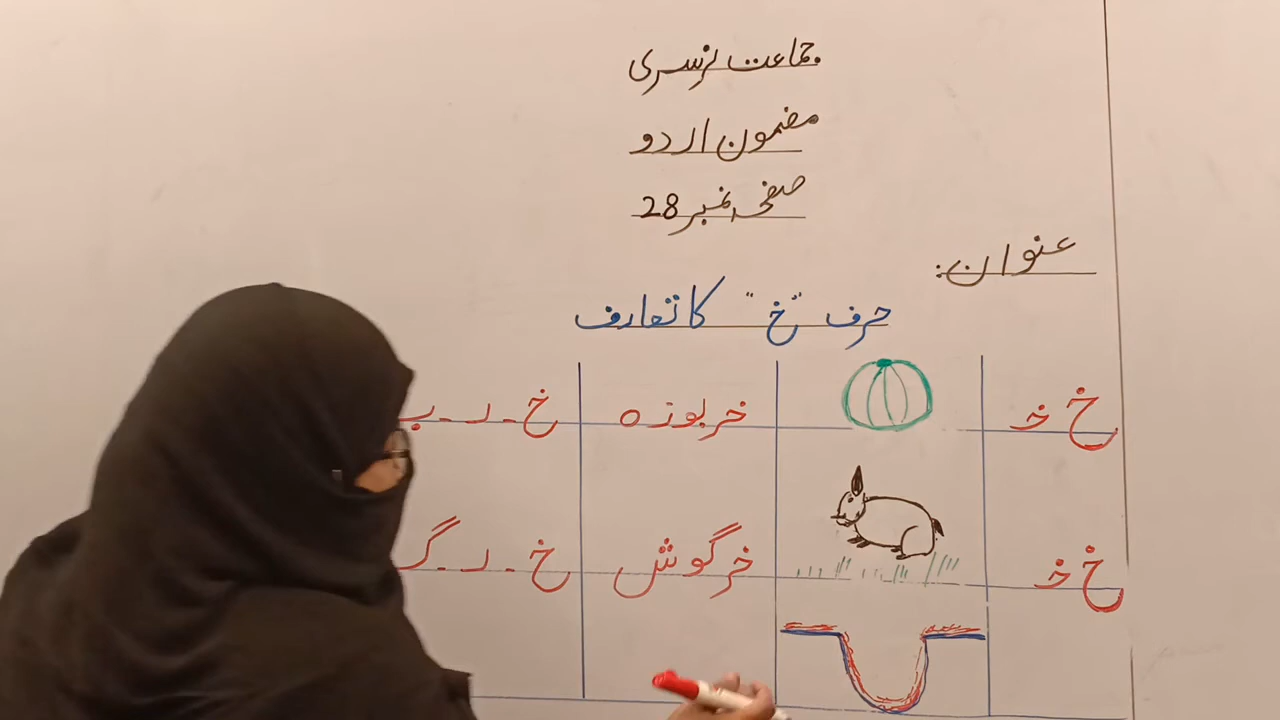 جماعت نرسری
مضمون اردو
صفحہ نمبر 28
عنوان:
حرف "خ" کا تعارف
خ خـ خربوزہ خ ـ ر ـ ب
خ خـ خرگوش خ ـ ر ـ گ